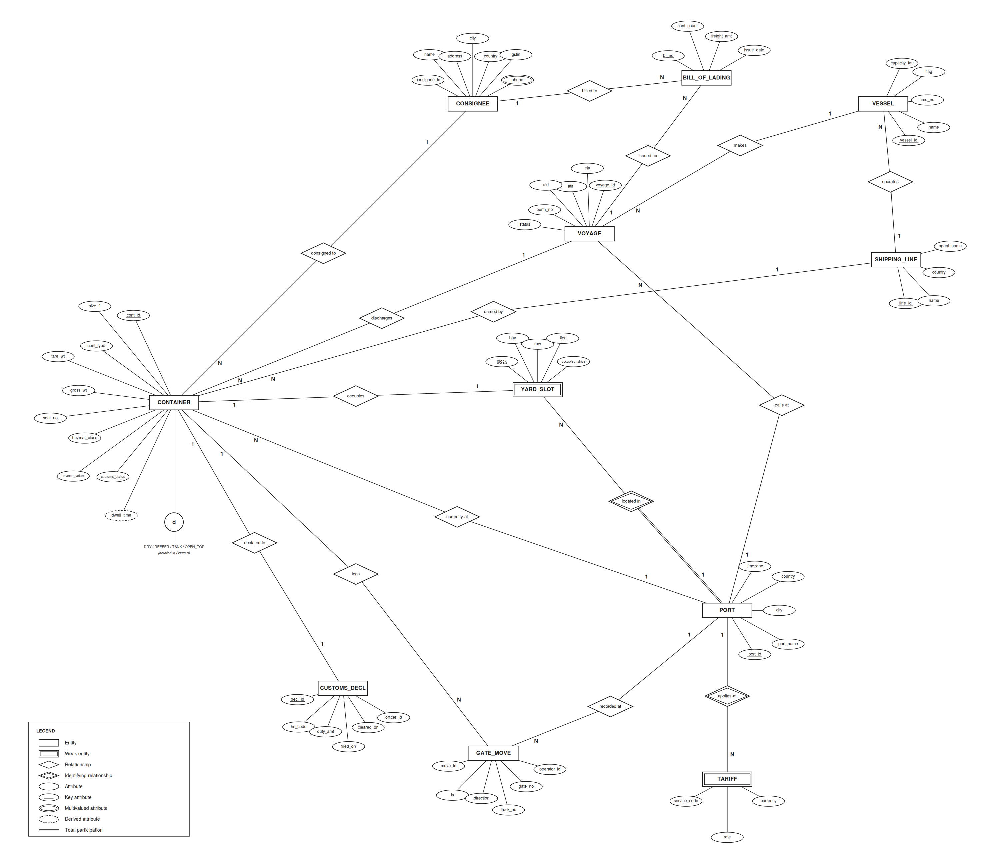 cont_count
freight_amt
issue_date
bl_no
BILL_OF_LADING
city
name
address
country
gstin
consignee_id
phone
CONSIGNEE
1
billed to
N
N
capacity_teu
flag
imo_no
VESSEL
name
vessel_id
1
N
makes
issued for
operates
1
eta
atd
ata
voyage_id
berth_no
status
1
N
VOYAGE
1
consigned to
1
agent_name
SHIPPING_LINE
country
line_id
name
1
N
discharges
carried by
size_ft
cont_id
cont_type
tare_wt
gross_wt
N
N
N
CONTAINER
1
occupies
1
bay
row
tier
block
occupied_since
YARD_SLOT
calls at
seal_no
hazmat_class
invoice_value
customs_status
dwell_time
d
DRY / REEFER / TANK / OPEN_TOP
(detailed in Figure 3)
1
1
N
N
located in
currently at
declared in
logs
1
1
1
timezone
country
PORT
city
port_name
port_id
1
1
1
CUSTOMS_DECL
decl_id
hs_code
duty_amt
filed_on
cleared_on
officer_id
N
recorded at
applies at
N
N
GATE_MOVE
move_id
ts
direction
truck_no
gate_no
operator_id
TARIFF
service_code
currency
rate
LEGEND
Entity
Weak entity
Relationship
Identifying relationship
Attribute
Key attribute
Multivalued attribute
Derived attribute
Total participation